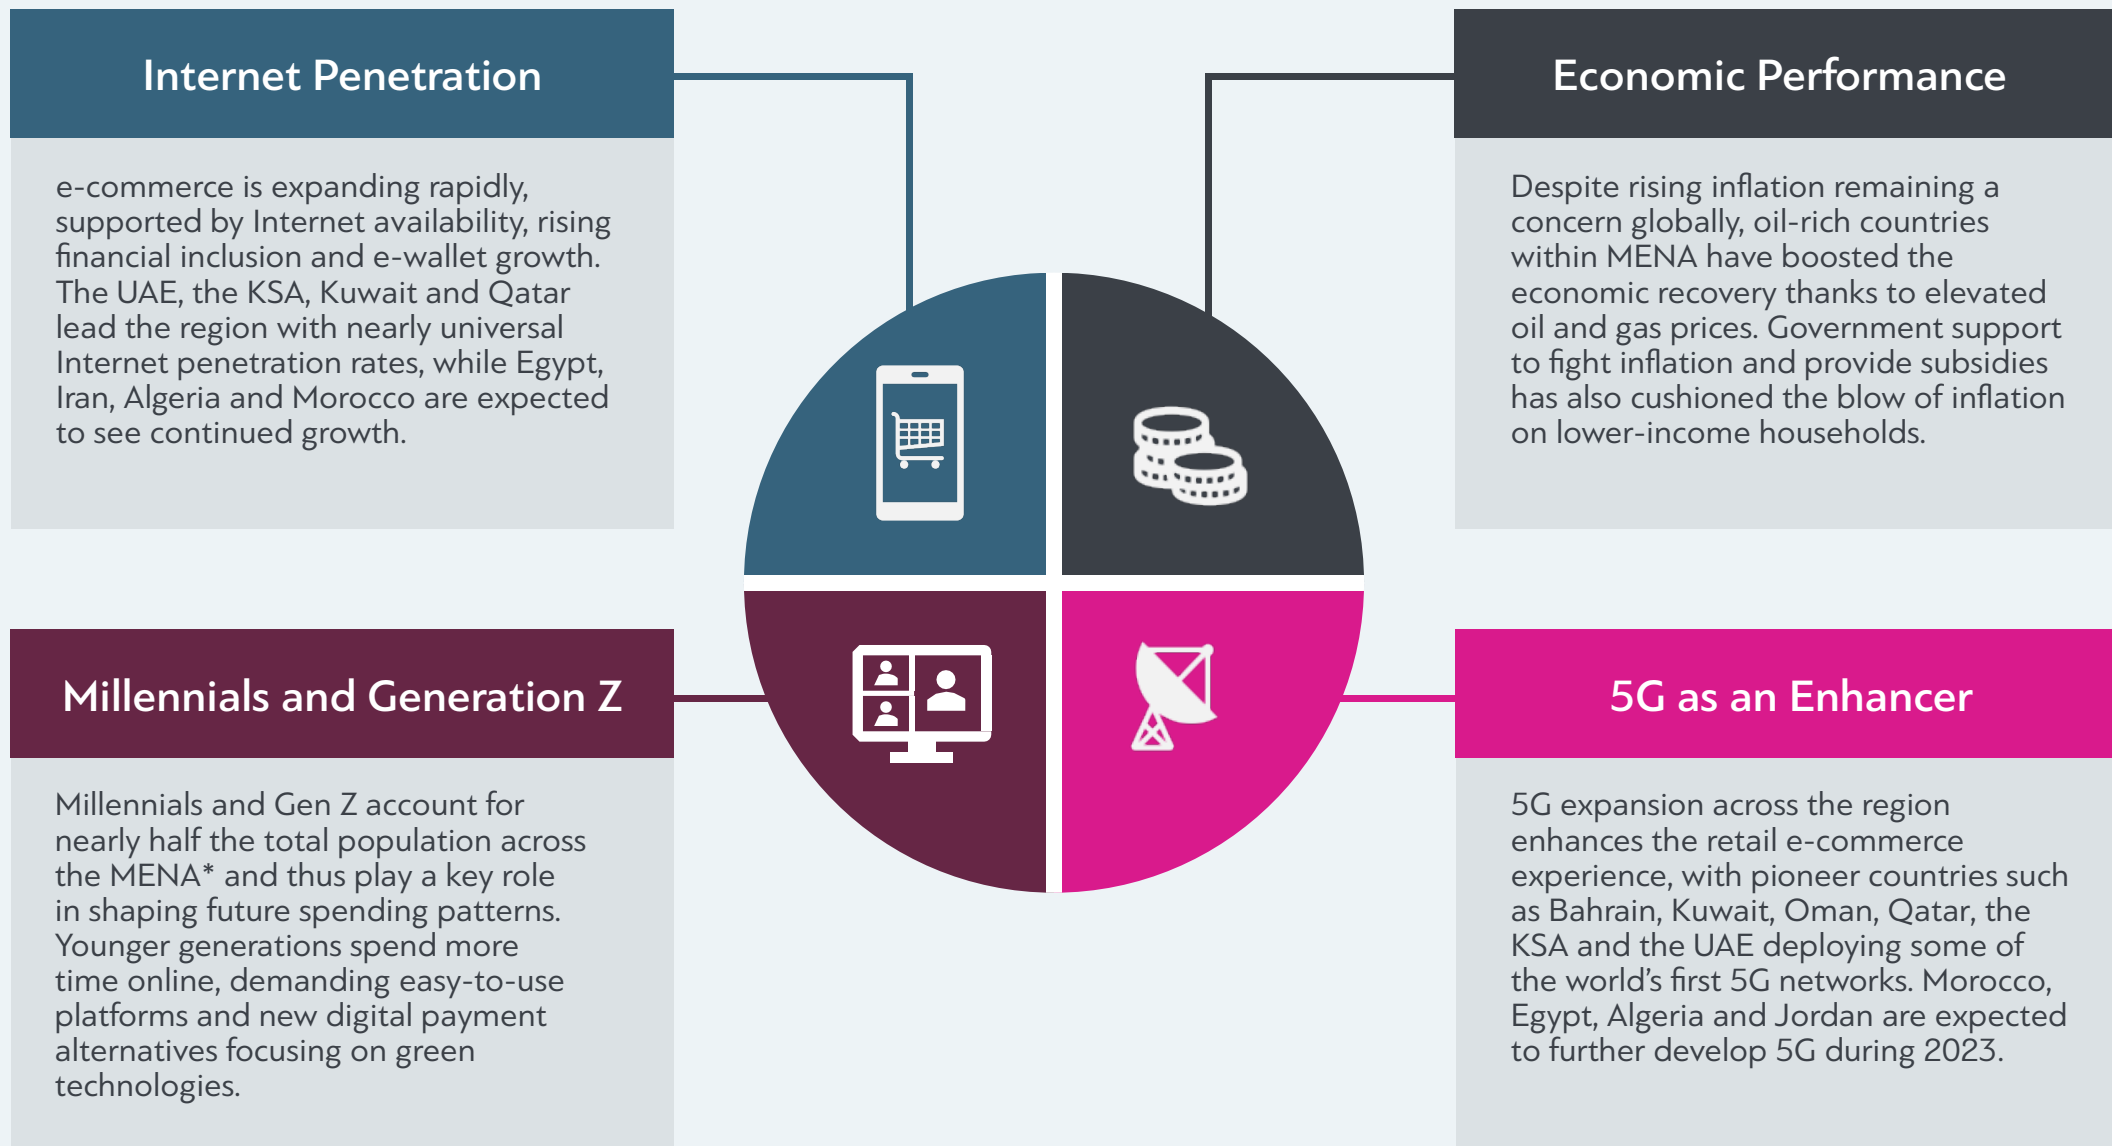 Internet Penetration
e-commerce is expanding rapidly,
supported by Internet availability, rising
financial inclusion and e-wallet growth.
The UAE, the KSA, Kuwait and Qatar
lead the region with nearly universal
Internet penetration rates, while Egypt,
Iran, Algeria and Morocco are expected
to see continued growth.
Economic Performance
Despite rising inflation remaining a
concern globally, oil-rich countries
within MENA have boosted the
economic recovery thanks to elevated
oil and gas prices. Government support
to fight inflation and provide subsidies
has also cushioned the blow of inflation
on lower-income households.
Millennials and Generation Z
Millennials and Gen Z account for
nearly half the total population across
the MENA* and thus play a key role
in shaping future spending patterns.
Younger generations spend more
time online, demanding easy-to-use
platforms and new digital payment
alternatives focusing on green
technologies.
5G as an Enhancer
5G expansion across the region
enhances the retail e-commerce
experience, with pioneer countries such
as Bahrain, Kuwait, Oman, Qatar, the
KSA and the UAE deploying some of
the world’s first 5G networks. Morocco,
Egypt, Algeria and Jordan are expected
to further develop 5G during 2023.